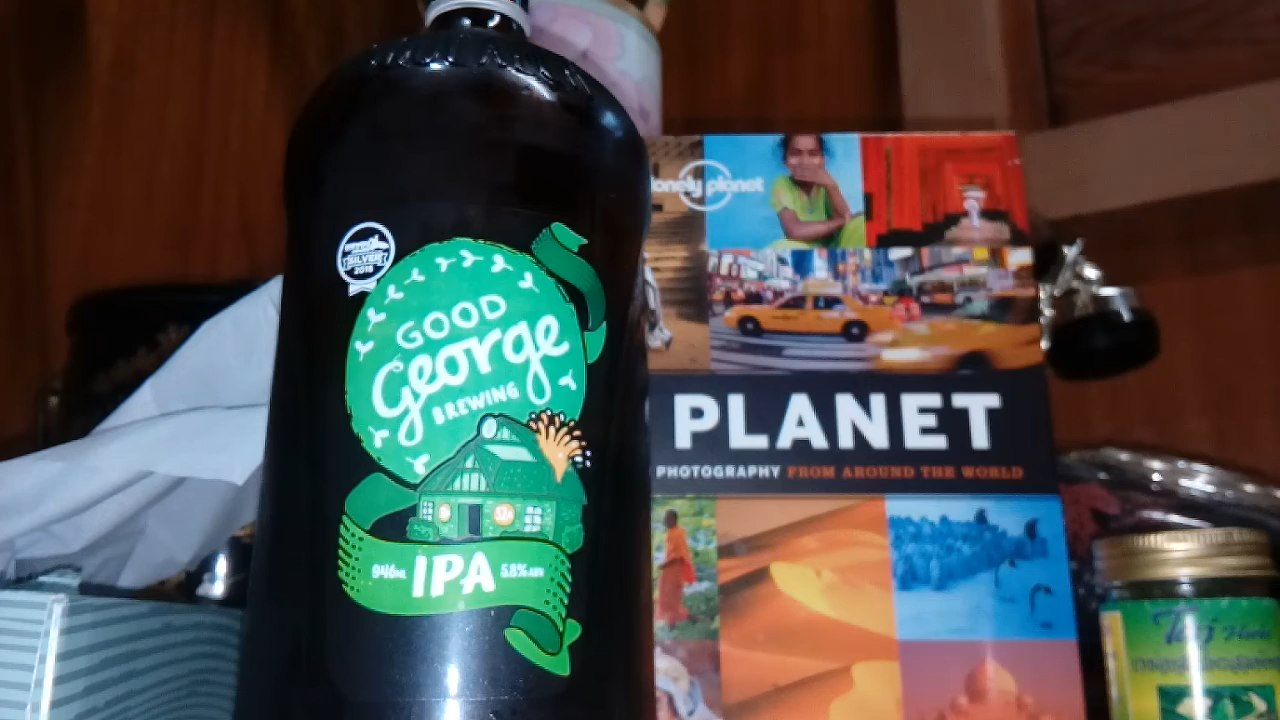 SILVER
2018
GOOD
George
BREWING
946ML IPA 5.8% ABV
lonely planet
PLANET
PHOTOGRAPHY FROM AROUND THE WORLD